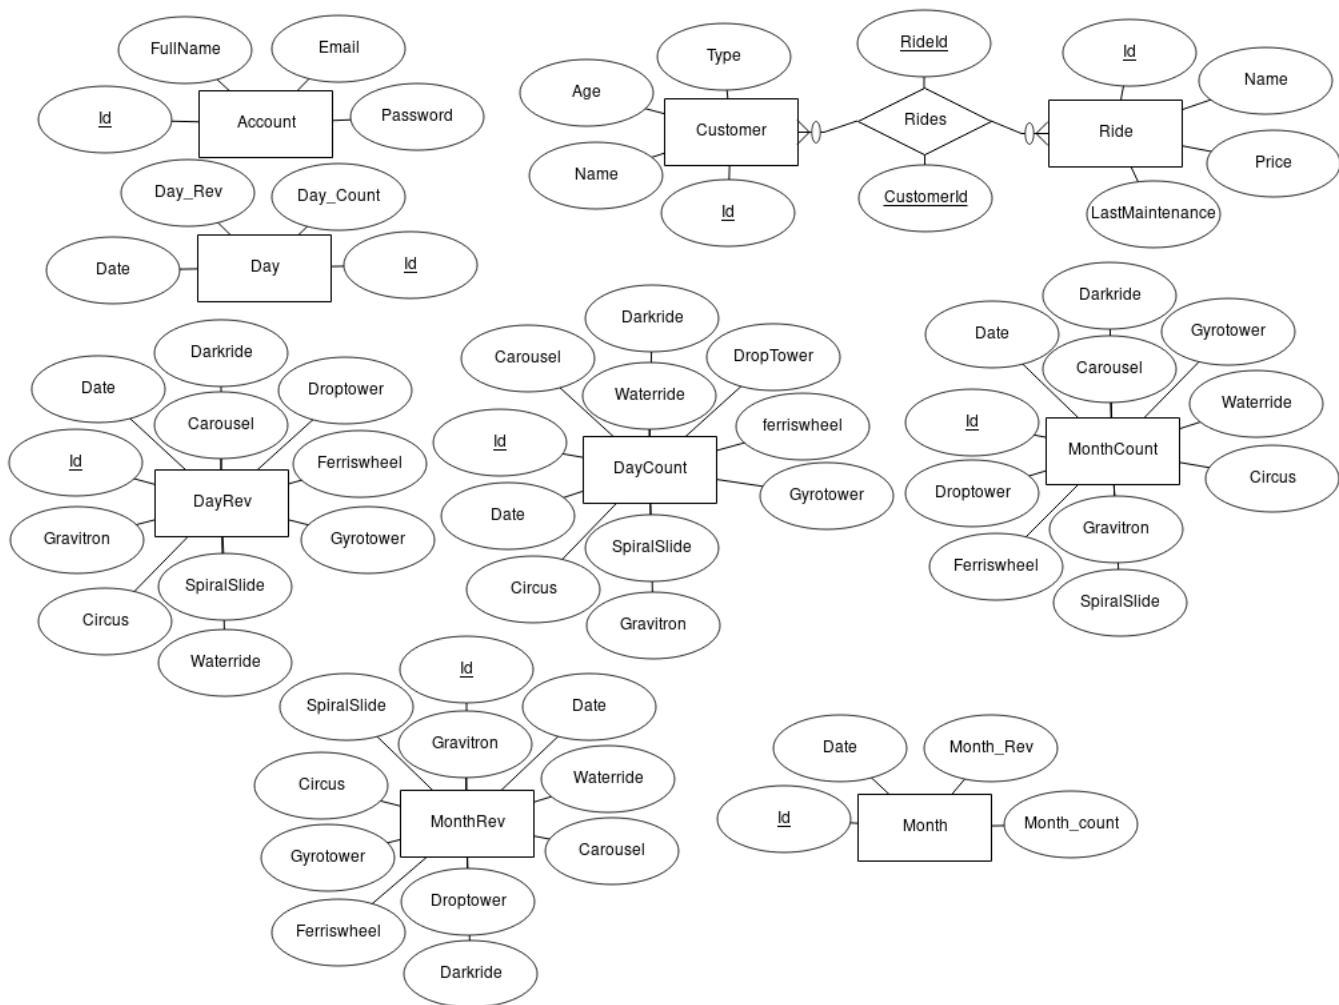 FullName
Email
Id
Account
Password
Day_Rev
Day_Count
Date
Day
Id
Type
RideId
Id
Age
Name
Customer
Rides
Ride
Name
Price
CustomerId
Id
LastMaintenance
Darkride
Date
Droptower
Carousel
Id
Ferriswheel
DayRev
Gravitron
Gyrotower
SpiralSlide
Circus
Waterride
Darkride
Carousel
DropTower
Waterride
Id
ferriswheel
DayCount
Gyrotower
Date
SpiralSlide
Circus
Gravitron
Darkride
Date
Gyrotower
Carousel
Id
Waterride
MonthCount
Droptower
Circus
Gravitron
Ferriswheel
SpiralSlide
Id
SpiralSlide
Date
Gravitron
Circus
Waterride
MonthRev
Gyrotower
Carousel
Droptower
Ferriswheel
Darkride
Date
Month_Rev
Id
Month
Month_count